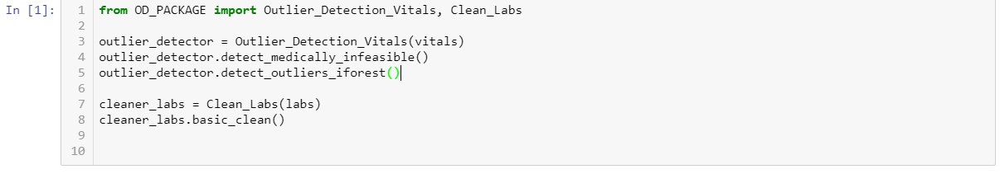 In [1]:
1 from OD_PACKAGE import Outlier_Detection_Vitals, Clean_Labs
2
3 outlier_detector = Outlier_Detection_Vitals(vitals)
4 outlier_detector.detect_medically_infeasible()
5 outlier_detector.detect_outliers_iforest()
6
7 cleaner_labs = Clean_Labs(labs)
8 cleaner_labs.basic_clean()
9
10